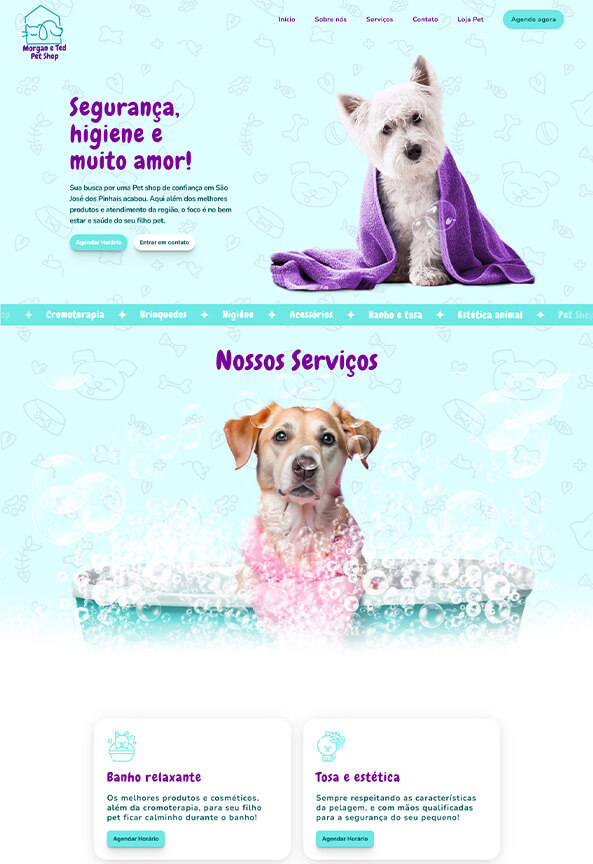 Morgan e Ted
Pet Shop
Início Sobre nós Serviços Contato Loja Pet Agende agora
Segurança,
higiene e
muito amor!
Sua busca por uma Pet shop de confiança em São
José dos Pinhais acabou. Aqui além dos melhores
produtos e atendimento da região, o foco é no bem
estar e saúde do seu filho pet.
Agendar Horário Entrar em contato
op Cromoterapia Brinquedos Higiêne Acessórios Banho e tosa Estética animal Pet Shop
Nossos Serviços
Banho relaxante
Os melhores produtos e cosméticos,
além da cromoterapia, para seu filho
pet ficar calminho durante o banho!
Agendar Horário
Tosa e estética
Sempre respeitando as características
da pelagem, e com mãos qualificadas
para a segurança do seu pequeno!
Agendar Horário